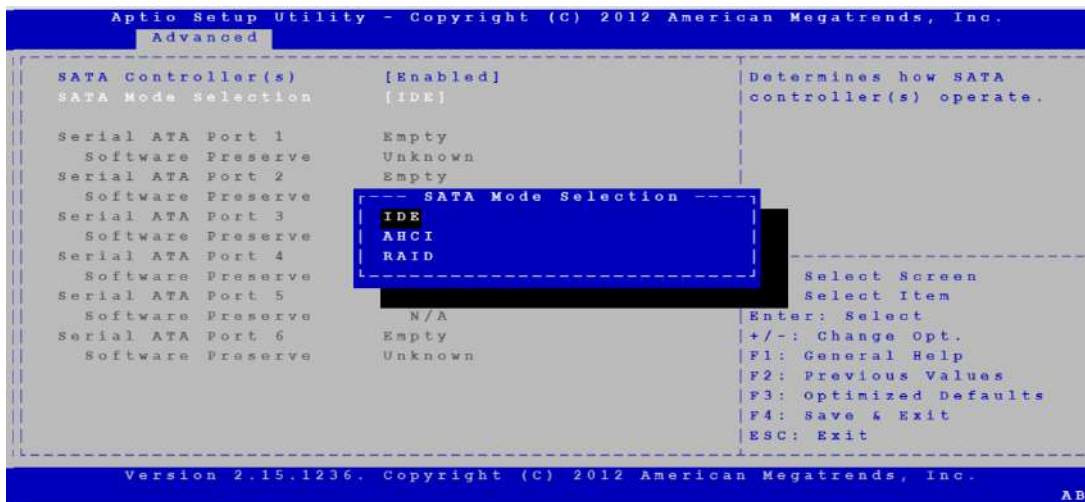 Aptio Setup Utility - Copyright (C) 2012 American Megatrends, Inc.
Advanced
SATA Controller(s) [Enabled]
SATA Mode Selection [IDE]
Serial ATA Port 1 Empty
Software Preserve Unknown
Serial ATA Port 2 Empty
Software Preserve
Serial ATA Port 3
Software Preserve
Serial ATA Port 4
Software Preserve
Serial ATA Port 5
Software Preserve N/A
Serial ATA Port 6 Empty
Software Preserve Unknown
SATA Mode Selection
IDE
AHCI
RAID
Determines how SATA
controller(s) operate.
Select Screen
Select Item
Enter: Select
+/-: Change Opt.
F1: General Help
F2: Previous Values
F3: Optimized Defaults
F4: Save & Exit
ESC: Exit
Version 2.15.1236. Copyright (C) 2012 American Megatrends, Inc.
AB